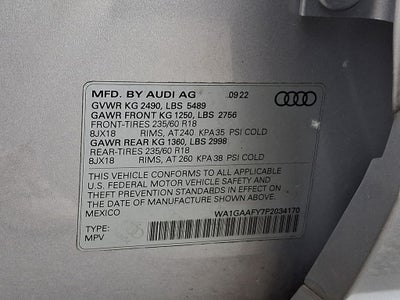 MFD. BY AUDI AG 09.22
GVWR KG 2490, LBS 5489
GAWR FRONT KG 1250, LBS 2756
FRONT-TIRES 235/60 R18
8JX18 RIMS, AT 240 KPA 35 PSI COLD
GAWR REAR KG 1360, LBS 2998
REAR-TIRES 235/60 R18
8JX18 RIMS, AT 260 KPA 38 PSI COLD
THIS VEHICLE CONFORMS TO ALL APPLICABLE
U.S. FEDERAL MOTOR VEHICLE SAFETY AND
THEFT PREVENTION STANDARDS IN EFFECT ON
THE DATE OF MANUFACTURE SHOWN ABOVE.
MEXICO WA1GAAFY7P2034170
TYPE:
MPV